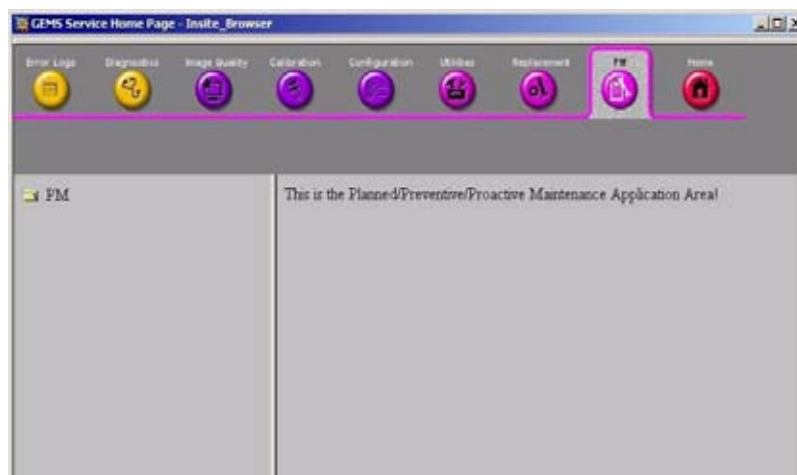 GEMS Service Home Page - Insite_Browser
Error Logs Diagnostics Image Quality Calibration Configuration Utilities Replacement PM Home
PM
This is the Planned/Preventive/Proactive Maintenance Application Area!